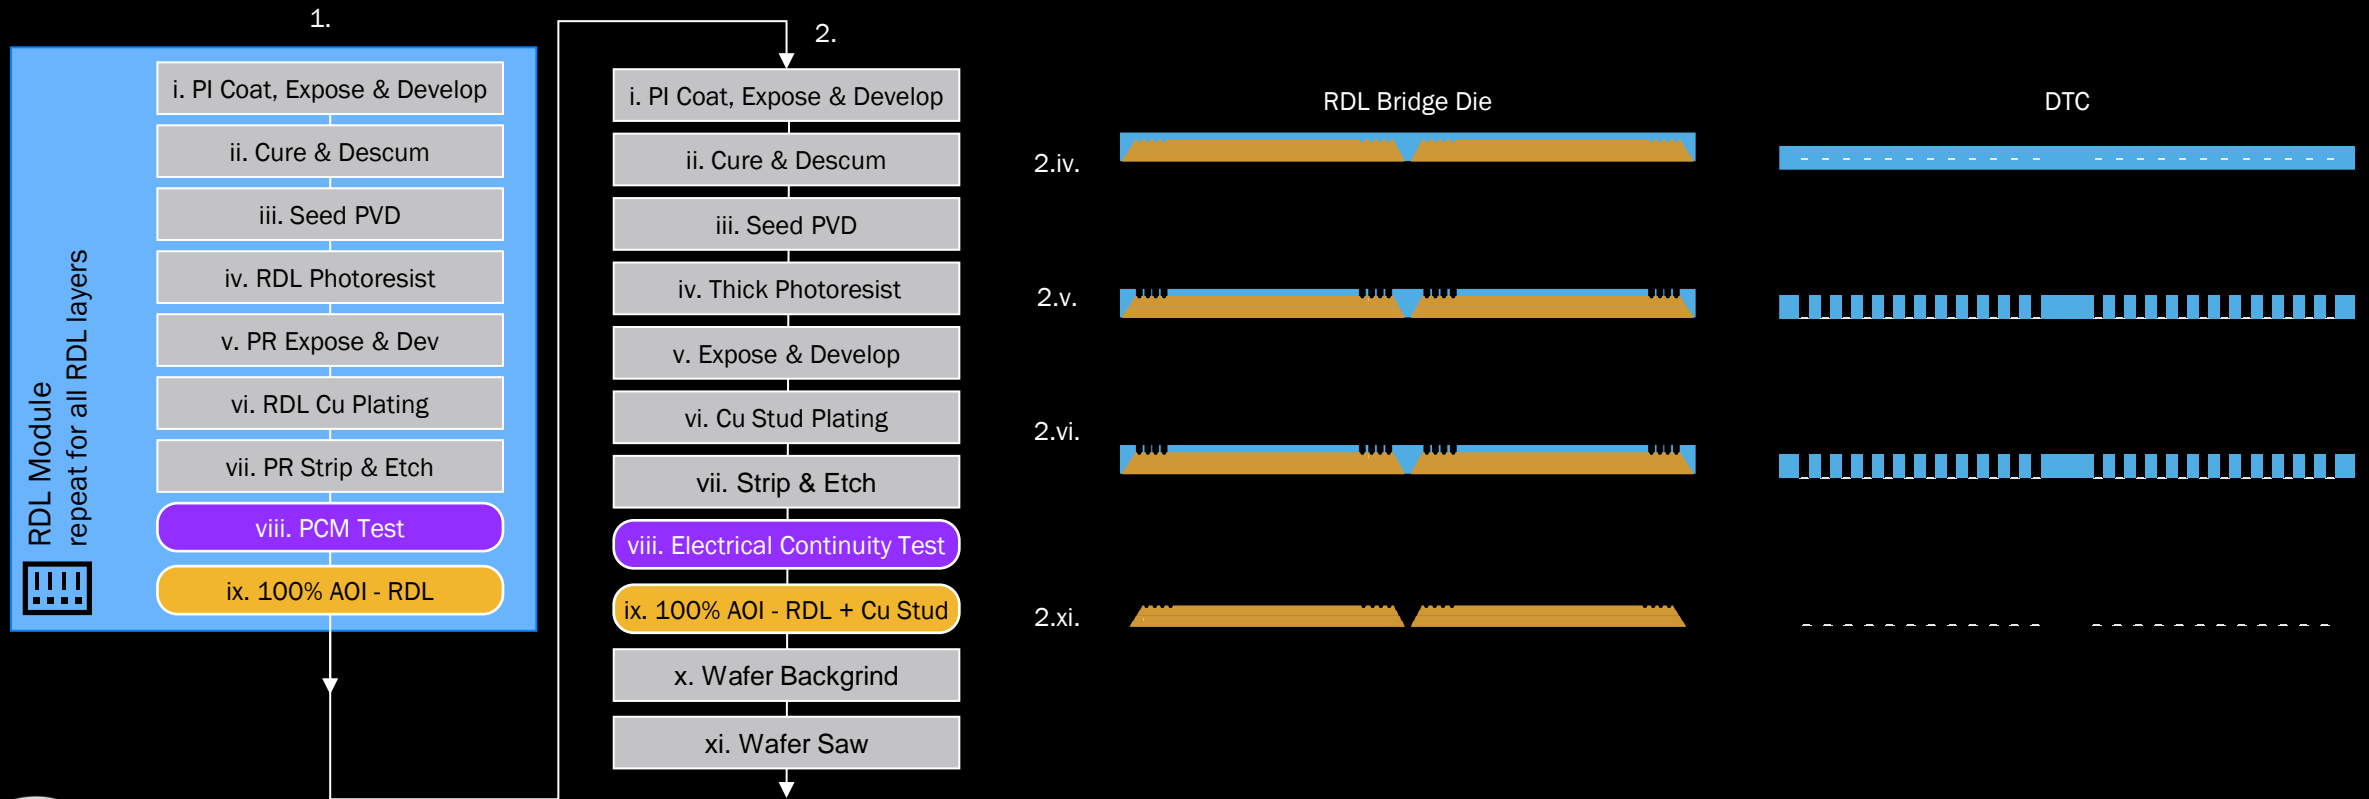 1.
i. PI Coat, Expose & Develop
ii. Cure & Descum
iii. Seed PVD
iv. RDL Photoresist
v. PR Expose & Dev
vi. RDL Cu Plating
vii. PR Strip & Etch
viii. PCM Test
ix. 100% AOI - RDL
RDL Module
repeat for all RDL layers
2.
i. PI Coat, Expose & Develop
ii. Cure & Descum
iii. Seed PVD
iv. Thick Photoresist
v. Expose & Develop
vi. Cu Stud Plating
vii. Strip & Etch
viii. Electrical Continuity Test
ix. 100% AOI - RDL + Cu Stud
x. Wafer Backgrind
xi. Wafer Saw
RDL Bridge Die
DTC
2.iv.
2.v.
2.vi.
2.xi.